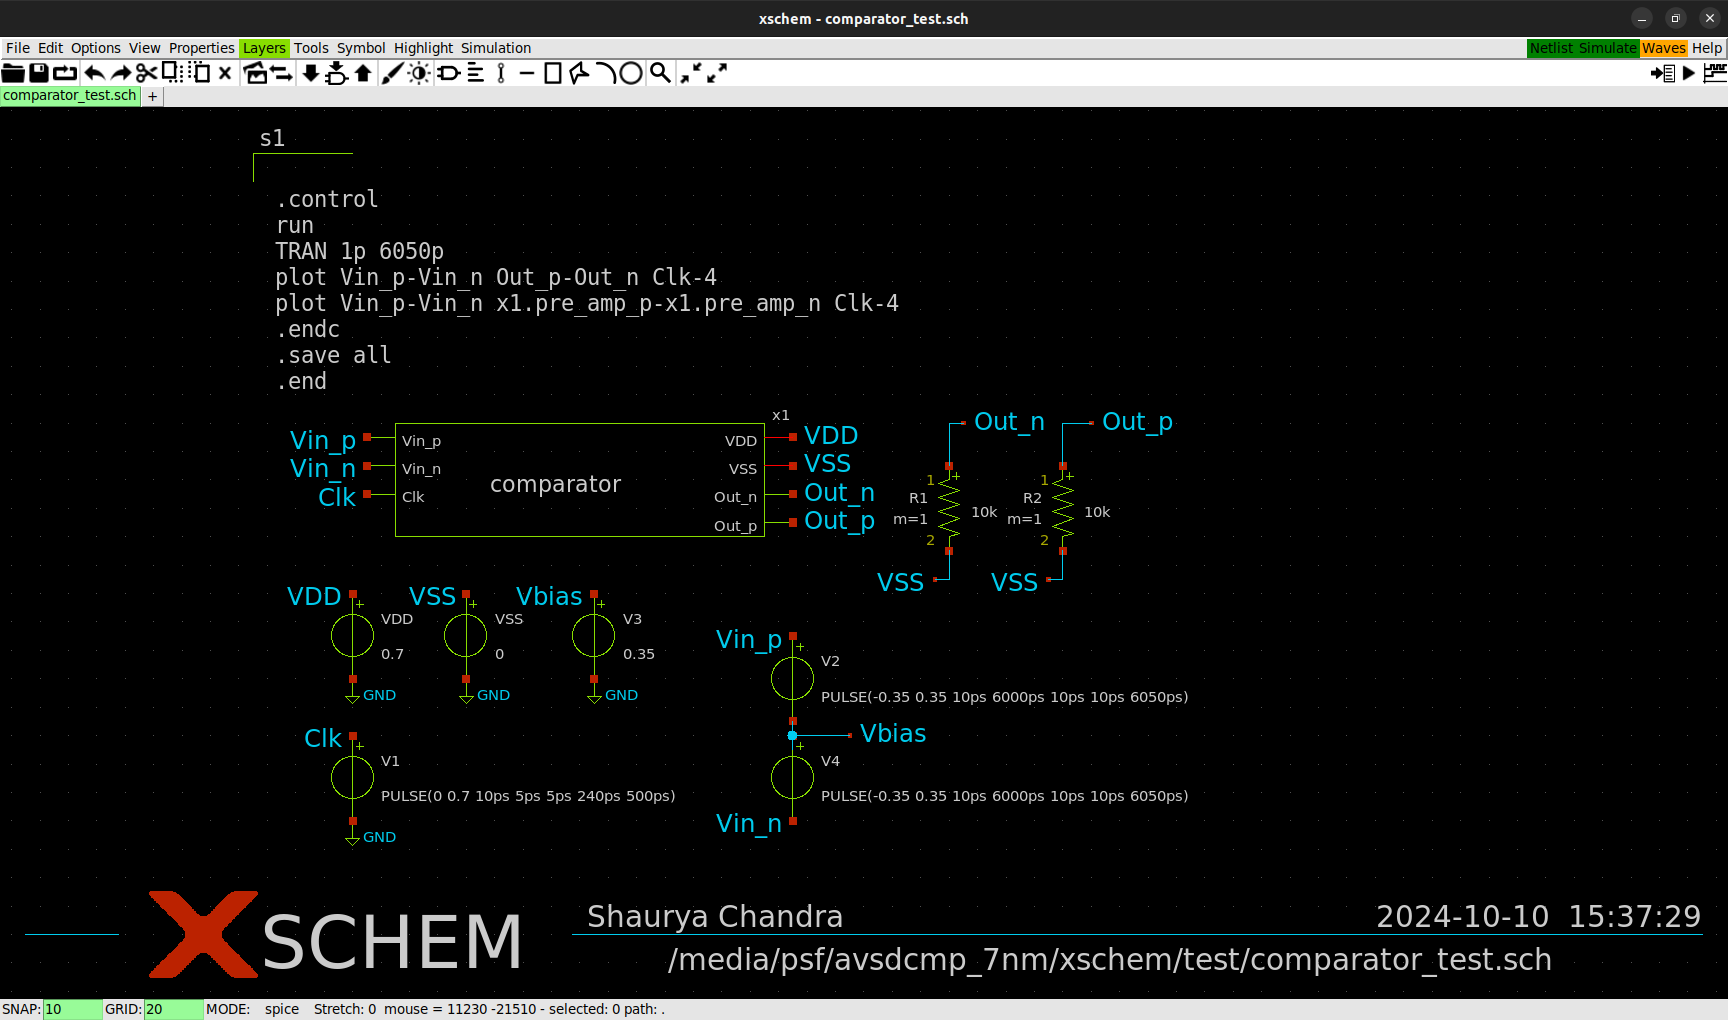 xschem - comparator_test.sch
File Edit Options View Properties Layers Tools Symbol Highlight Simulation
Netlist Simulate Waves Help
comparator_test.sch +
s1
.control
run
TRAN 1p 6050p
plot Vin_p-Vin_n Out_p-Out_n Clk-4
plot Vin_p-Vin_n x1.pre_amp_p-x1.pre_amp_n Clk-4
.endc
.save all
.end
x1
Vin_p Vin_p VDD VDD
Vin_n Vin_n VSS VSS
Clk Clk Out_n Out_n
Out_p Out_p
comparator
Out_n Out_p
1 + 1 +
R1 R2
m=1 10k m=1 10k
2 2
VSS VSS
VDD + VSS + Vbias +
VDD VSS V3
0.7 0 0.35
GND GND GND
Vin_p +
V2
PULSE(-0.35 0.35 10ps 6000ps 10ps 10ps 6050ps)
Vbias
Clk +
V1
PULSE(0 0.7 10ps 5ps 5ps 240ps 500ps)
GND
+
V4
PULSE(-0.35 0.35 10ps 6000ps 10ps 10ps 6050ps)
Vin_n
XSCHEM
Shaurya Chandra
2024-10-10 15:37:29
/media/psf/avsdcmp_7nm/xschem/test/comparator_test.sch
SNAP: 10 GRID: 20 MODE: spice Stretch: 0 mouse = 11230 -21510 - selected: 0 path: .